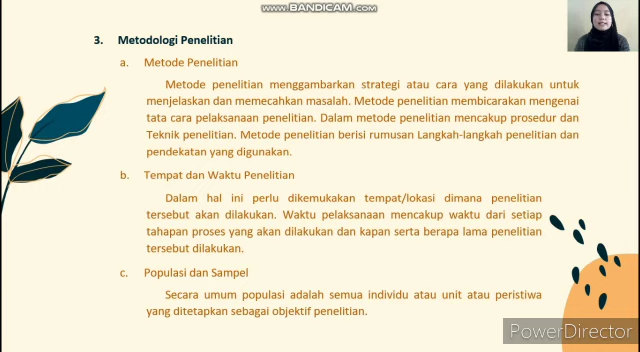 www.BANDICAM.com
3. Metodologi Penelitian
a. Metode Penelitian
Metode penelitian menggambarkan strategi atau cara yang dilakukan untuk
menjelaskan dan memecahkan masalah. Metode penelitian membicarakan mengenai
tata cara pelaksanaan penelitian. Dalam metode penelitian mencakup prosedur dan
Teknik penelitian. Metode penelitian berisi rumusan Langkah-langkah penelitian dan
pendekatan yang digunakan.
b. Tempat dan Waktu Penelitian
Dalam hal ini perlu dikemukakan tempat/lokasi dimana penelitian
tersebut akan dilakukan. Waktu pelaksanaan mencakup waktu dari setiap
tahapan proses yang akan dilakukan dan kapan serta berapa lama penelitian
tersebut dilakukan.
c. Populasi dan Sampel
Secara umum populasi adalah semua individu atau unit atau peristiwa
yang ditetapkan sebagai objektif penelitian.
PowerDirector